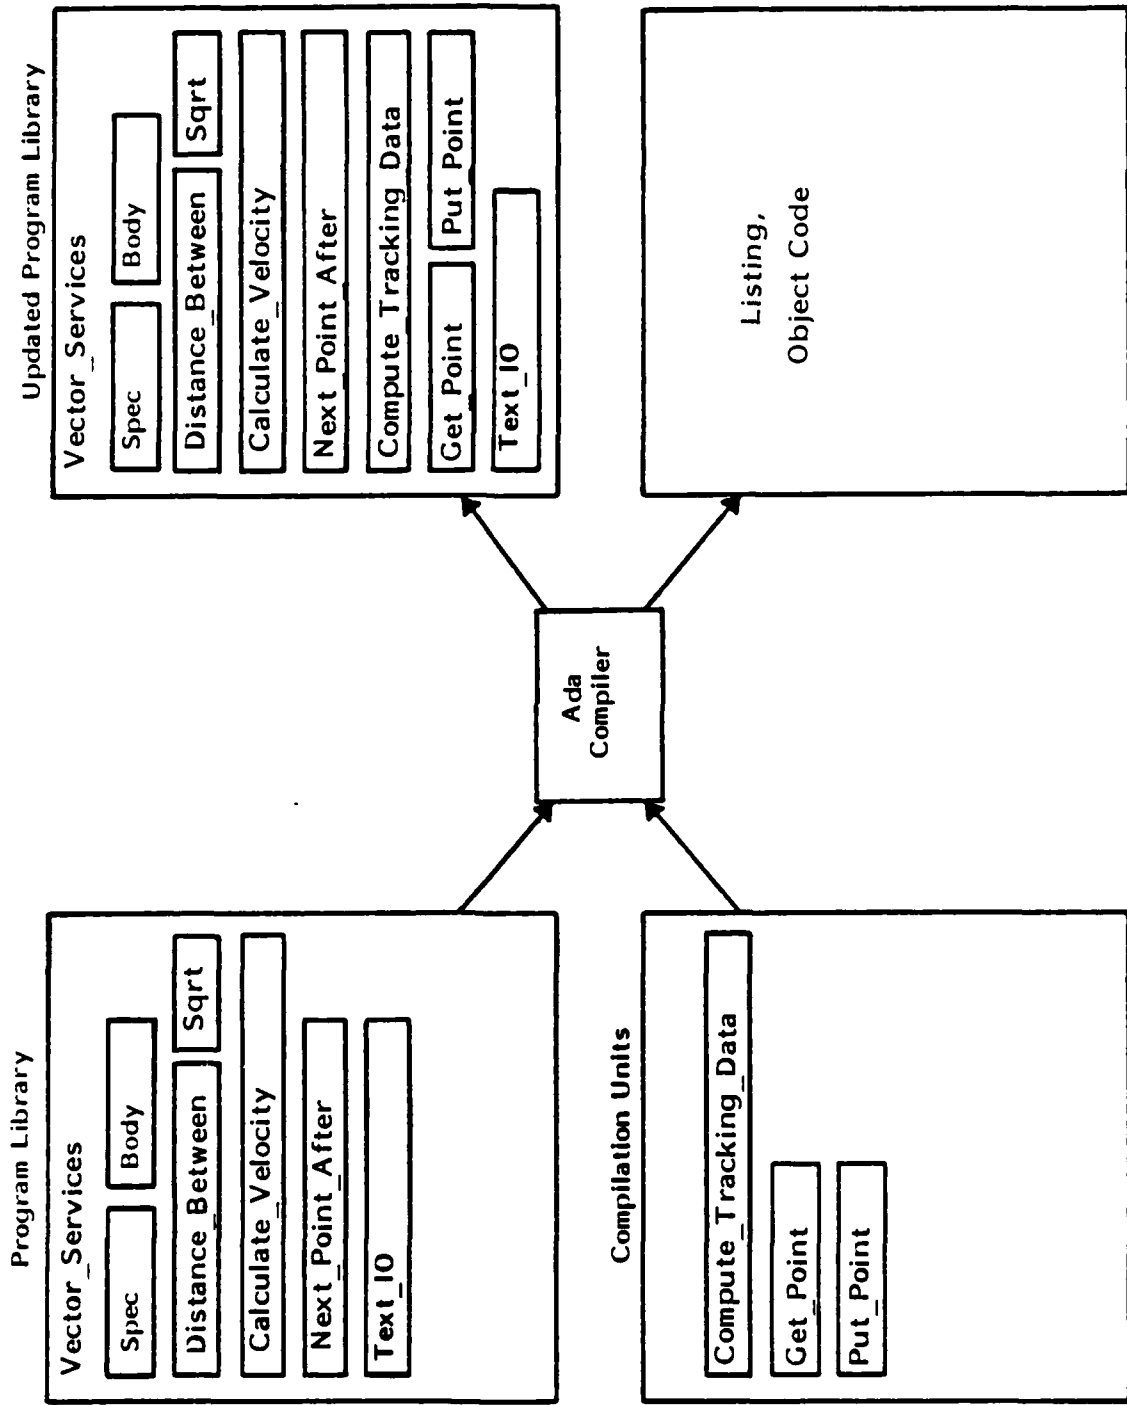 Program Library
Vector_Services
Spec
Body
Distance_Between
Sqrt
Calculate_Velocity
Next_Point_After
Text_IO
Compilation Units
Compute_Tracking_Data
Get_Point
Put_Point
Ada
Compiler
Updated Program Library
Vector_Services
Spec
Body
Distance_Between
Sqrt
Calculate_Velocity
Next_Point_After
Compute_Tracking_Data
Get_Point
Put_Point
Text_IO
Listing,
Object Code